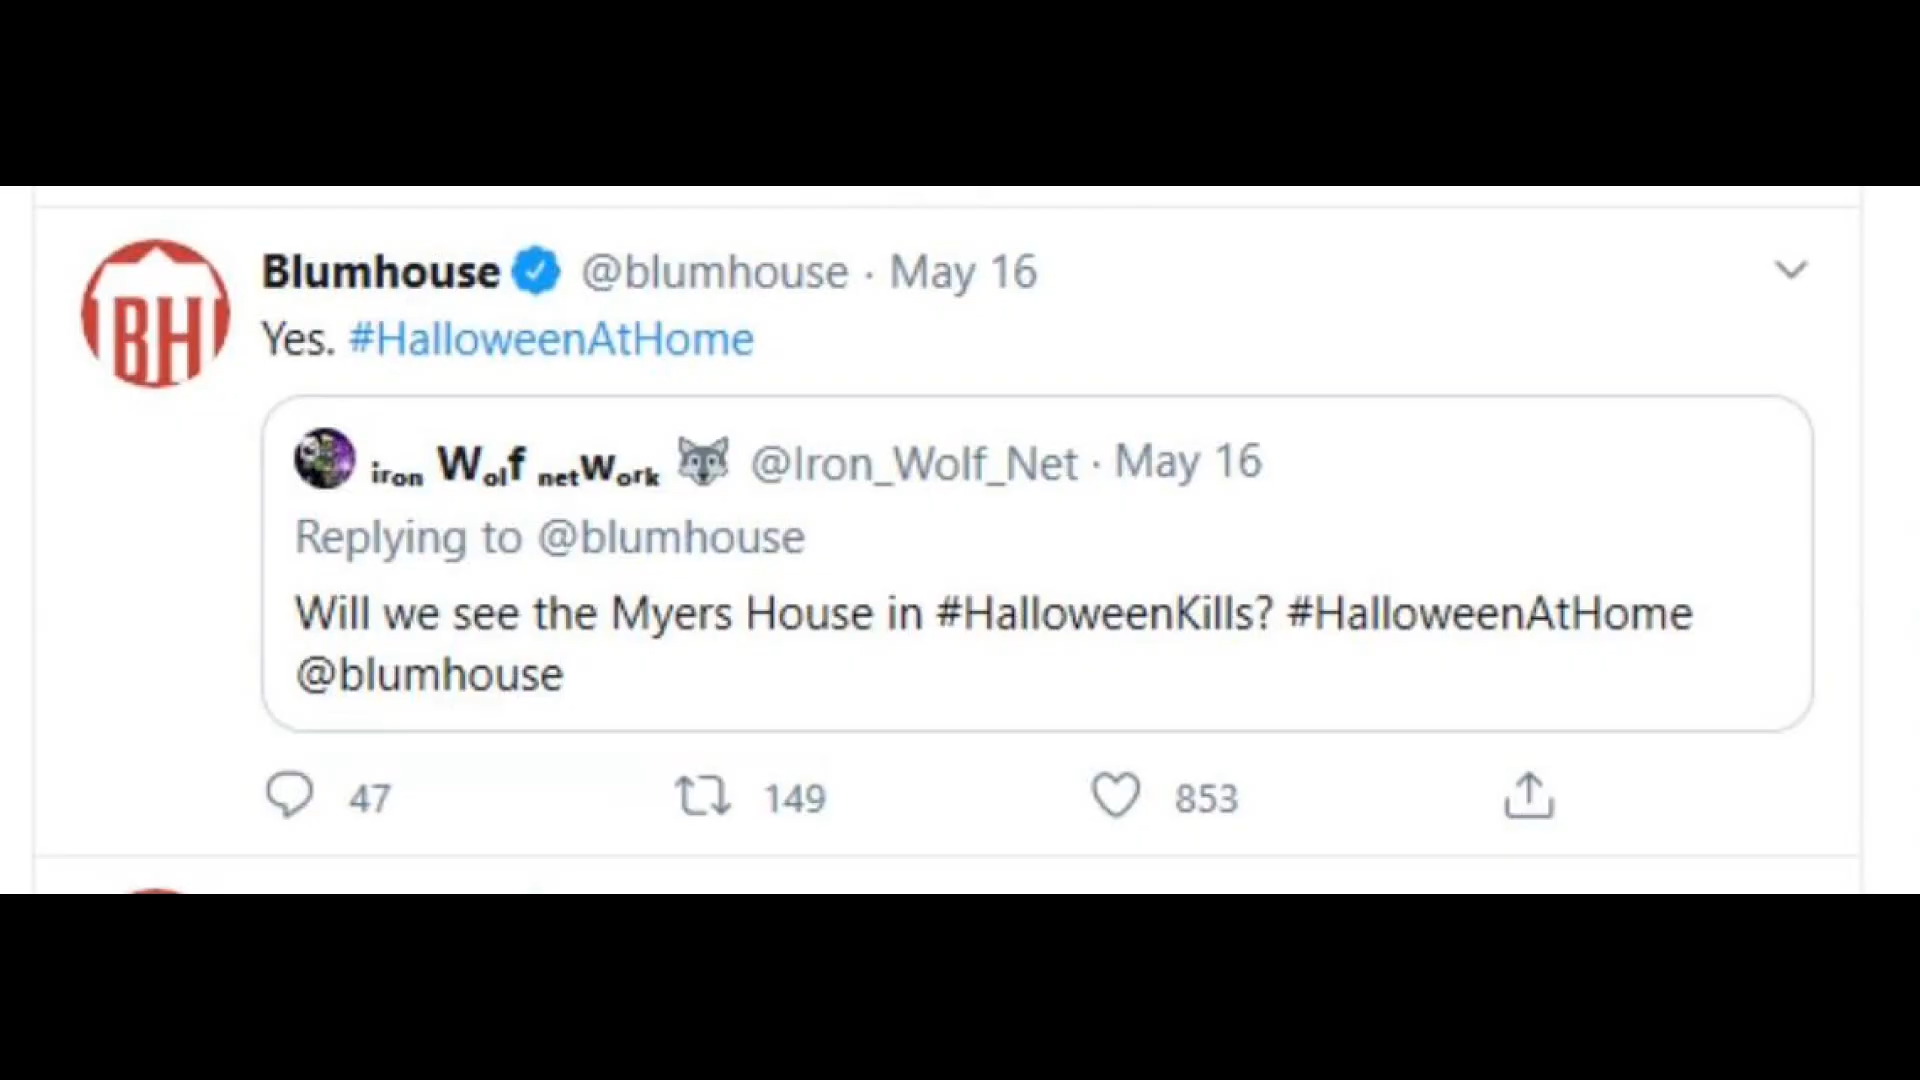 Blumhouse @blumhouse · May 16
BH
Yes. #HalloweenAtHome
iron Wolf netWork 🐺 @Iron_Wolf_Net · May 16
Replying to @blumhouse
Will we see the Myers House in #HalloweenKills? #HalloweenAtHome
@blumhouse
47 149 853